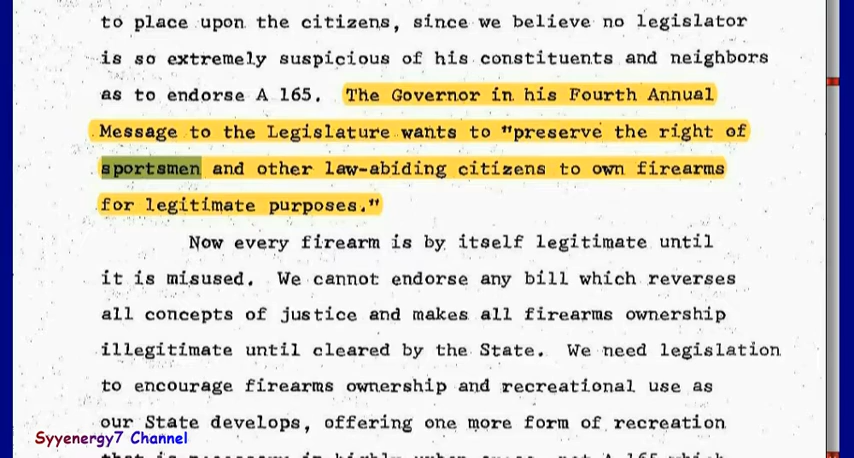 to place upon the citizens, since we believe no legislator
is so extremely suspicious of his constituents and neighbors
as to endorse A 165. The Governor in his Fourth Annual
Message to the Legislature wants to "preserve the right of
sportsmen and other law-abiding citizens to own firearms
for legitimate purposes."
Now every firearm is by itself legitimate until
it is misused. We cannot endorse any bill which reverses
all concepts of justice and makes all firearms ownership
illegitimate until cleared by the State. We need legislation
to encourage firearms ownership and recreational use as
our State develops, offering one more form of recreation
Syyenergy7 Channel